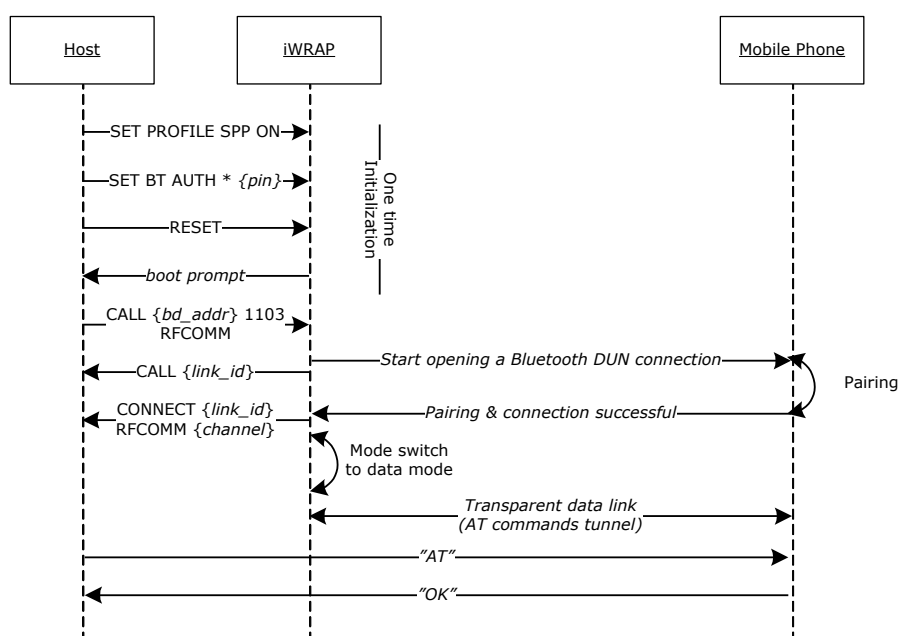 Host
iWRAP
Mobile Phone
SET PROFILE SPP ON
SET BT AUTH * {pin}
One time
Initialization
RESET
boot prompt
CALL {bd_addr} 1103
RFCOMM
Start opening a Bluetooth DUN connection
CALL {link_id}
Pairing
CONNECT {link_id}
RFCOMM {channel}
Pairing & connection successful
Mode switch
to data mode
Transparent data link
(AT commands tunnel)
"AT"
"OK"